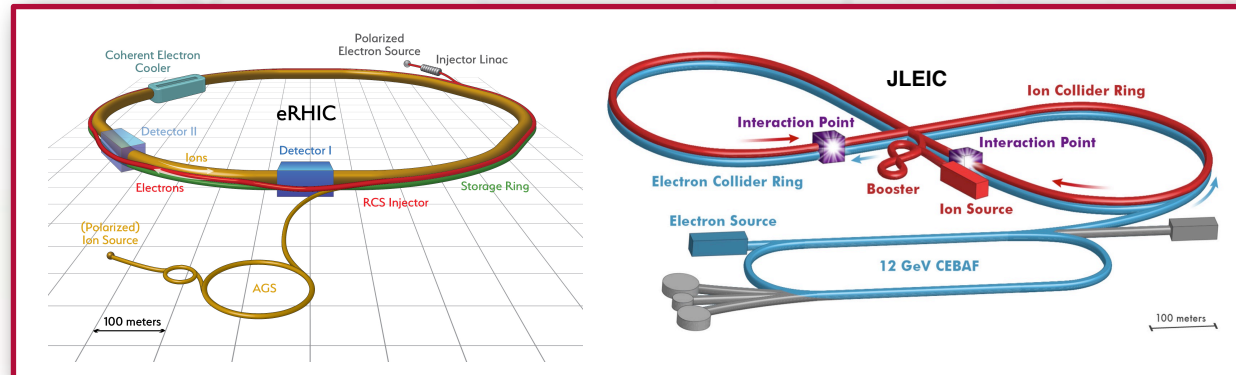 Polarized
Electron Source
Injector Linac
Coherent Electron
Cooler
eRHIC
Detector II
Detector I
Ions
Electrons
Storage Ring
RCS Injector
(Polarized)
Ion Source
AGS
100 meters
JLEIC
Ion Collider Ring
Interaction Point
Interaction Point
Electron Collider Ring
Booster
Ion Source
Electron Source
12 GeV CEBAF
100 meters